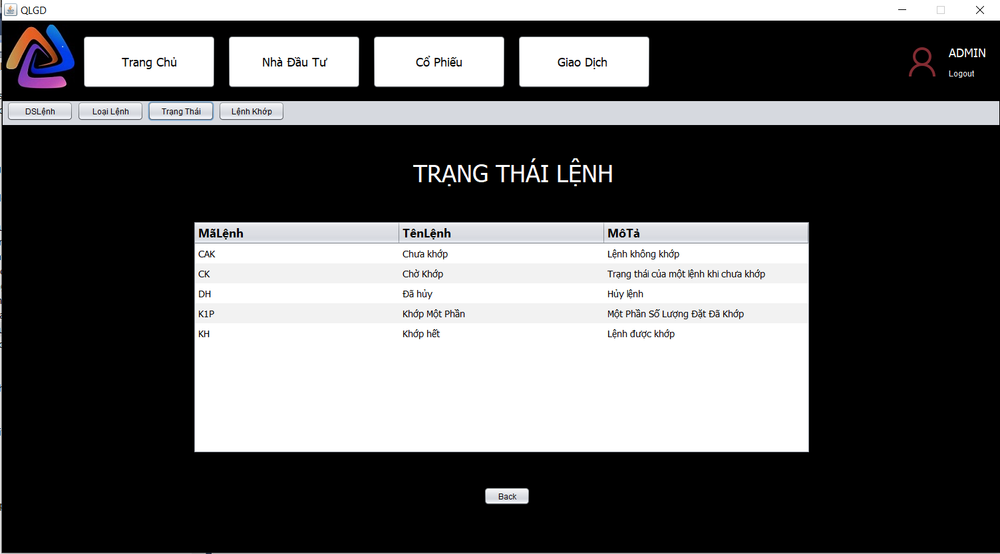 QLGD
Trang Chủ
Nhà Đầu Tư
Cổ Phiếu
Giao Dịch
ADMIN
Logout
DSLệnh
Loại Lệnh
Trạng Thái
Lệnh Khớp
TRẠNG THÁI LỆNH
MãLệnh TênLệnh MôTả
CAK Chưa khớp Lệnh không khớp
CK Chờ Khớp Trạng thái của một lệnh khi chưa khớp
DH Đã hủy Hủy lệnh
K1P Khớp Một Phần Một Phần Số Lượng Đặt Đã Khớp
KH Khớp hết Lệnh được khớp
Back